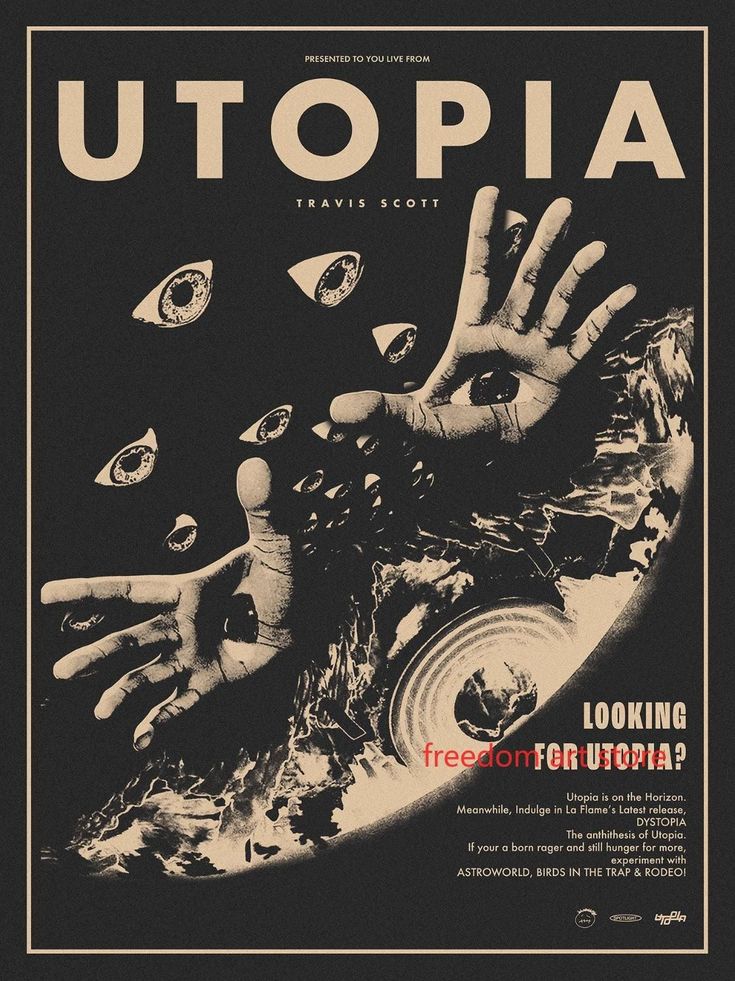 PRESENTED TO YOU LIVE FROM
UTOPIA
TRAVIS SCOTT
LOOKING
FOR UTOPIA?
freedom art store
Utopia is on the Horizon.
Meanwhile, Indulge in La Flame's Latest release,
DYSTOPIA
The anthithesis of Utopia.
If your a born rager and still hunger for more,
experiment with
ASTROWORLD, BIRDS IN THE TRAP & RODEO!
SPOTLIGHT
UTOPIA